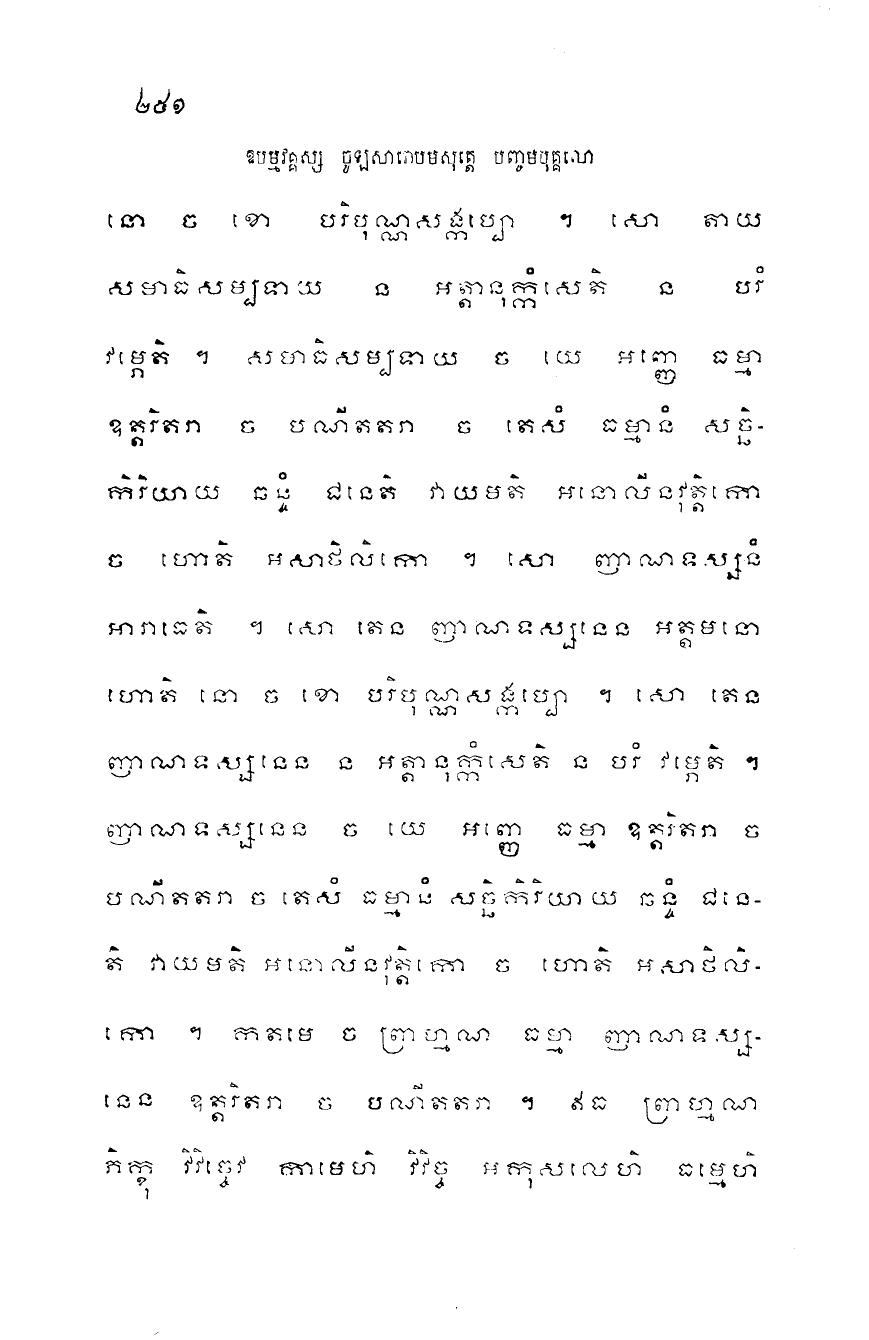 ២៥១
ឱបម្មវគ្គស្ស ចូឡសារោបមសុត្តេ បញ្ចមបុគ្គលោ
នោ ច ខោ បរិបុណ្ណសង្កប្បោ ។ សោ តាយ
សមាធិសម្បទាយ ន អត្តានុក្កំសេតិ ន បរំ
វម្ភេតិ ។ សមាធិសម្បទាយ ច យេ អញ្ញេ ធម្មា
ឧត្តរិតរា ច បណីតតរា ច តេសំ ធម្មានំ សច្ឆិ-
កិរិយាយ ឆន្ទំ ជនេតិ វាយមតិ អនោលីនវុត្តិកោ
ច ហោតិ អសាថិលិកោ ។ សោ ញាណទស្សនំ
អារាធេតិ ។ សោ តេន ញាណទស្សនេន អត្តមនោ
ហោតិ នោ ច ខោ បរិបុណ្ណសង្កប្បោ ។ សោ តេន
ញាណទស្សនេន ន អត្តានុក្កំសេតិ ន បរំ វម្ភេតិ ។
ញាណទស្សនេន ច យេ អញ្ញេ ធម្មា ឧត្តរិតរា ច
បណីតតរា ច តេសំ ធម្មានំ សច្ឆិកិរិយាយ ឆន្ទំ ជនេ-
តិ វាយមតិ អនោលីនវុត្តិកោ ច ហោតិ អសាថិលិ-
កោ ។ កតមេ ច ព្រាហ្មណ ធម្មា ញាណទស្ស-
នេន ឧត្តរិតរា ច បណីតតរា ។ ឥធ ព្រាហ្មណ
ភិក្ខុ វិវិច្ចេវ កាមេហិ វិវិច្ច អកុសលេហិ ធម្មេហិ